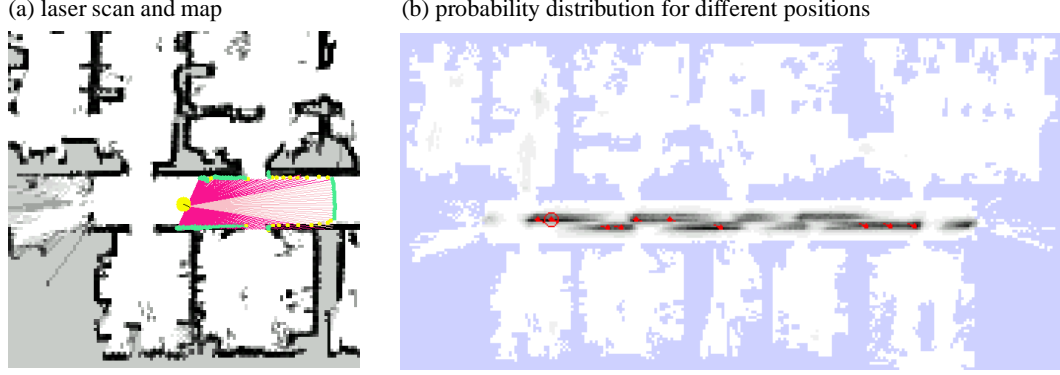 (a) laser scan and map
(b) probability distribution for different positions